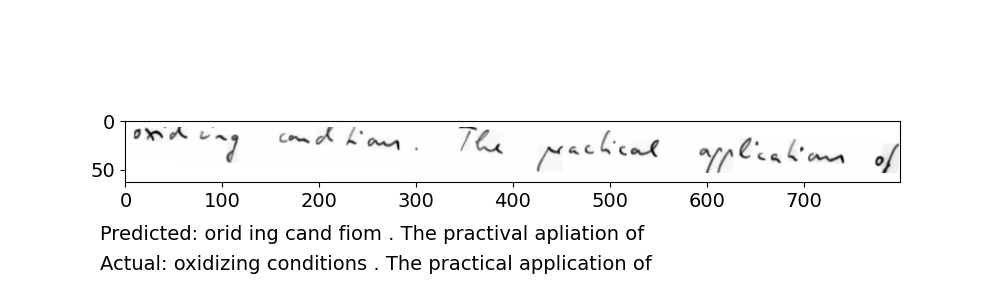 0
50
oxidizing conditions . The practical applications of
0 100 200 300 400 500 600 700
Predicted: orid ing cand fiom . The practival apliation of
Actual: oxidizing conditions . The practical application of